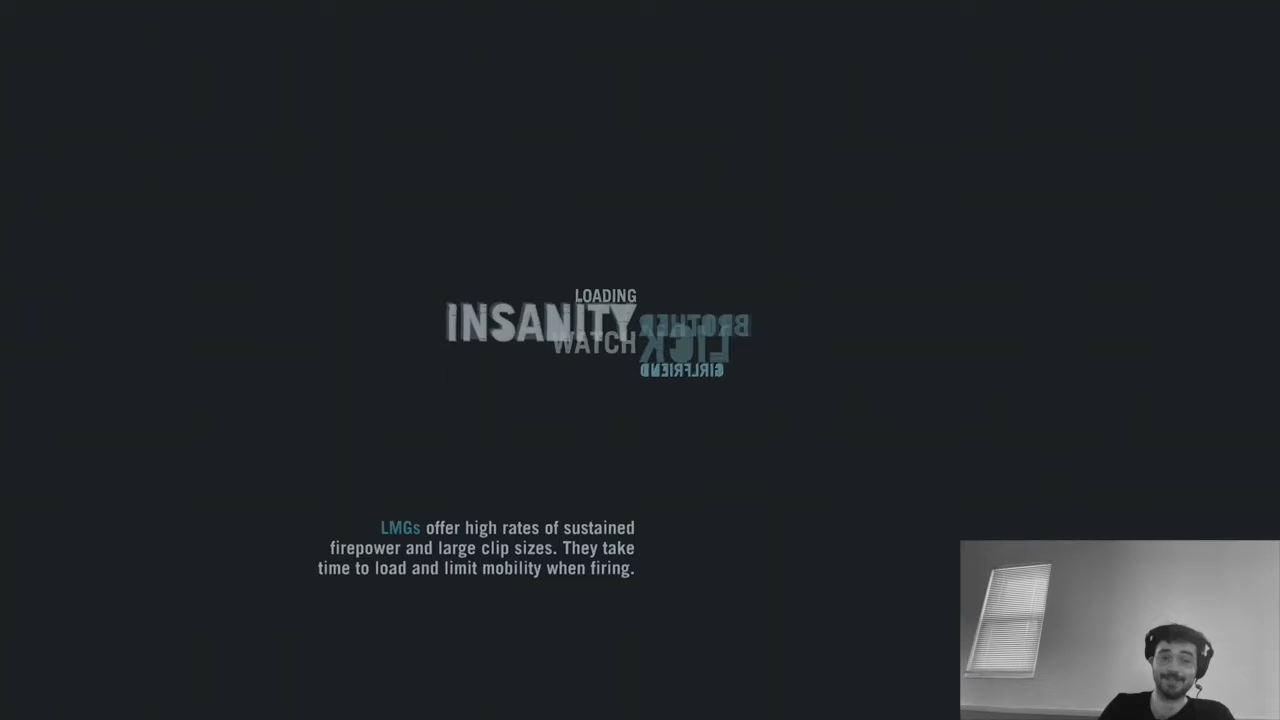 LOADING
INSANITY
WATCH
BROTHER
LICK
GIRLFRIEND
LMGs offer high rates of sustained
firepower and large clip sizes. They take
time to load and limit mobility when firing.